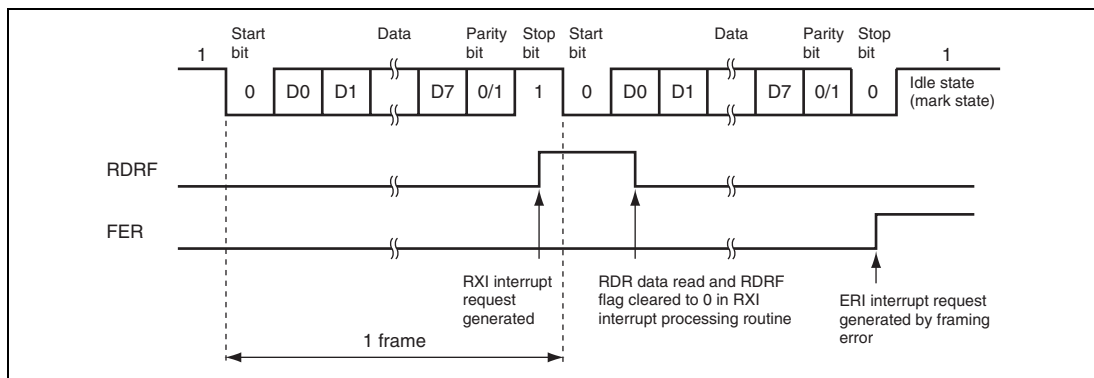 Start bit
Data
Parity bit
Stop bit
Start bit
Data
Parity bit
Stop bit
1
1
0
D0
D1
D7
0/1
1
0
D0
D1
D7
0/1
0
Idle state
(mark state)
RDRF
FER
RXI interrupt
request
generated
RDR data read and RDRF
flag cleared to 0 in RXI
interrupt processing routine
ERI interrupt request
generated by framing
error
1 frame